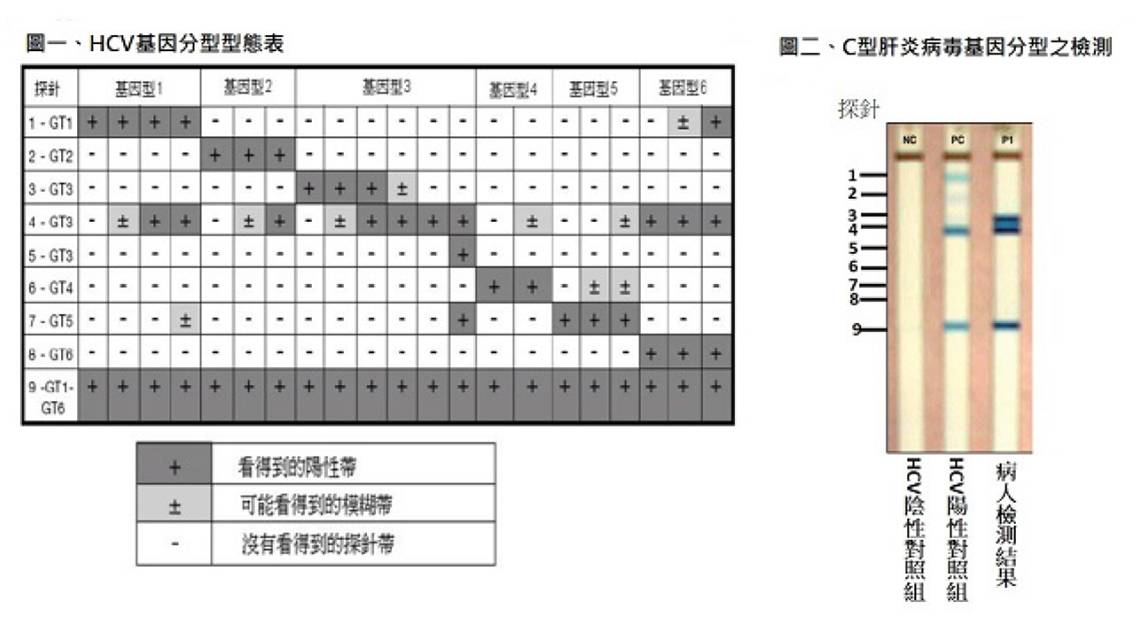 圖一、HCV基因分型型態表
探針 基因型1 基因型2 基因型3 基因型4 基因型5 基因型6
1 - GT1 + + + + - - - - - - - - - - - - - - - ± +
2 - GT2 - - - - + + + - - - - - - - - - - - - - -
3 - GT3 - - - - - - - + + + ± - - - - - - - - - -
4 - GT3 - ± + + - ± + - ± + + + + - ± - - ± + + +
5 - GT3 - - - - - - - - - - - - + - - - - - - - -
6 - GT4 - - - - - - - - - - - - - + + - ± ± - - -
7 - GT5 - - - ± - - - - - - - - + - - + + + - - -
8 - GT6 - - - - - - - - - - - - - - - - - - + + +
9 -GT1-
GT6 + + + + + + + + + + + + + + + + + + + + +
+ 看得到的陽性帶
± 可能看得到的模糊帶
- 沒有看得到的探針帶
圖二、C型肝炎病毒基因分型之檢測
探針
NC PC P1
1
2
3
4
5
6
7
8
9
HCV陰性對照組
HCV陽性對照組
病人檢測結果